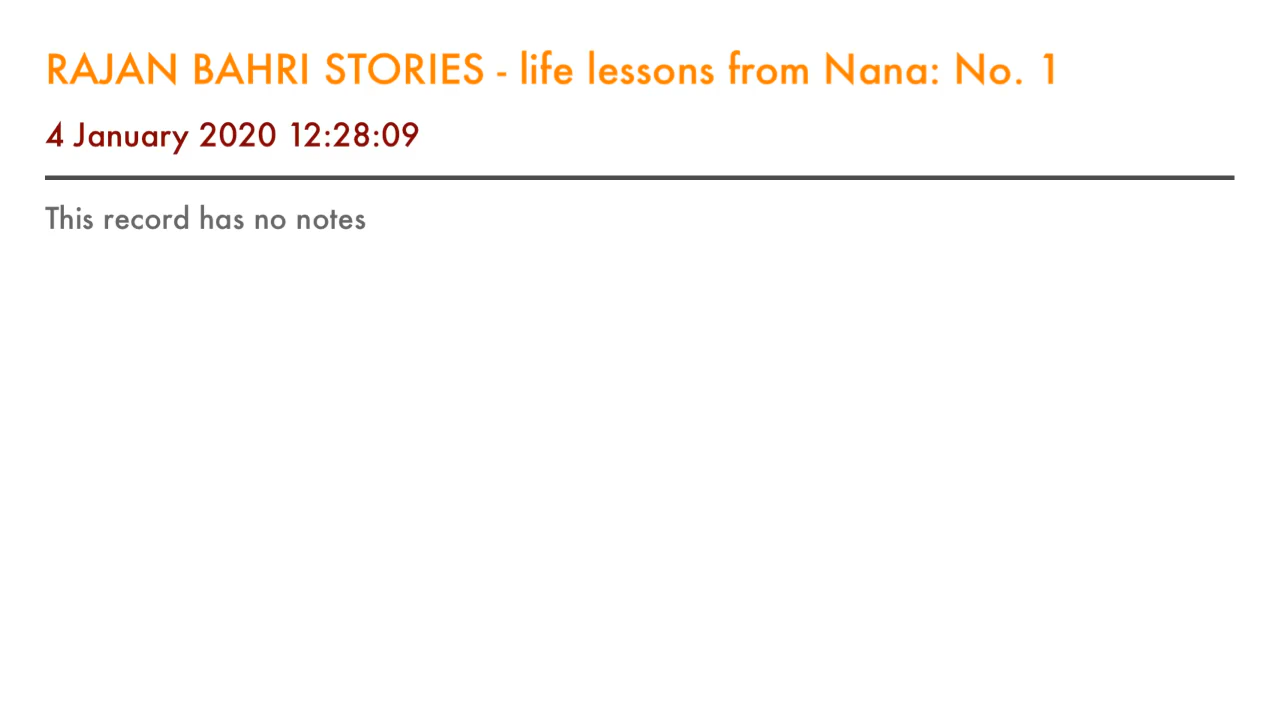 RAJAN BAHRI STORIES - life lessons from Nana: No. 1
4 January 2020 12:28:09
This record has no notes